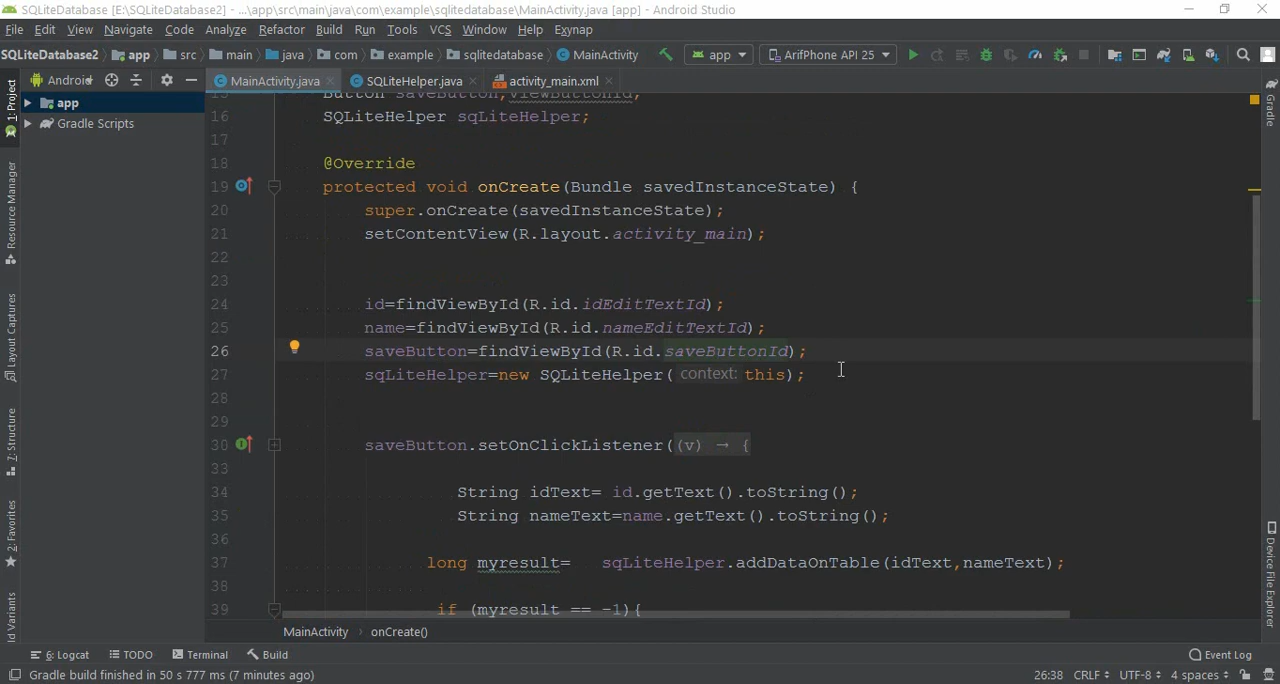 SQLiteDatabase [E:\SQLiteDatabase2] - ...\app\src\main\java\com\example\sqlitedatabase\MainActivity.java [app] - Android Studio
File Edit View Navigate Code Analyze Refactor Build Run Tools VCS Window Help Exynap
SQLiteDatabase2 app src main java com example sqlitedatabase MainActivity app ArifPhone API 25
Android MainActivity.java SQLiteHelper.java activity_main.xml
app
Gradle Scripts
1: Project
Resource Manager
Layout Captures
7: Structure
2: Favorites
ld Variants
15 Button saveButton,viewButtonId;
16 SQLiteHelper sqLiteHelper;
17
18 @Override
19 protected void onCreate(Bundle savedInstanceState) {
20 super.onCreate(savedInstanceState);
21 setContentView(R.layout.activity_main);
22
23
24 id=findViewById(R.id.idEditTextId);
25 name=findViewById(R.id.nameEditTextId);
26 saveButton=findViewById(R.id.saveButtonId);
27 sqLiteHelper=new SQLiteHelper( context: this);
28
29
30 saveButton.setOnClickListener((v) → {
33
34 String idText= id.getText().toString();
35 String nameText=name.getText().toString();
36
37 long myresult= sqLiteHelper.addDataOnTable(idText,nameText);
38
39 if (myresult == -1){
Gradle
Device File Explorer
MainActivity › onCreate()
6: Logcat TODO Terminal Build Event Log
Gradle build finished in 50 s 777 ms (7 minutes ago) 26:38 CRLF UTF-8 4 spaces